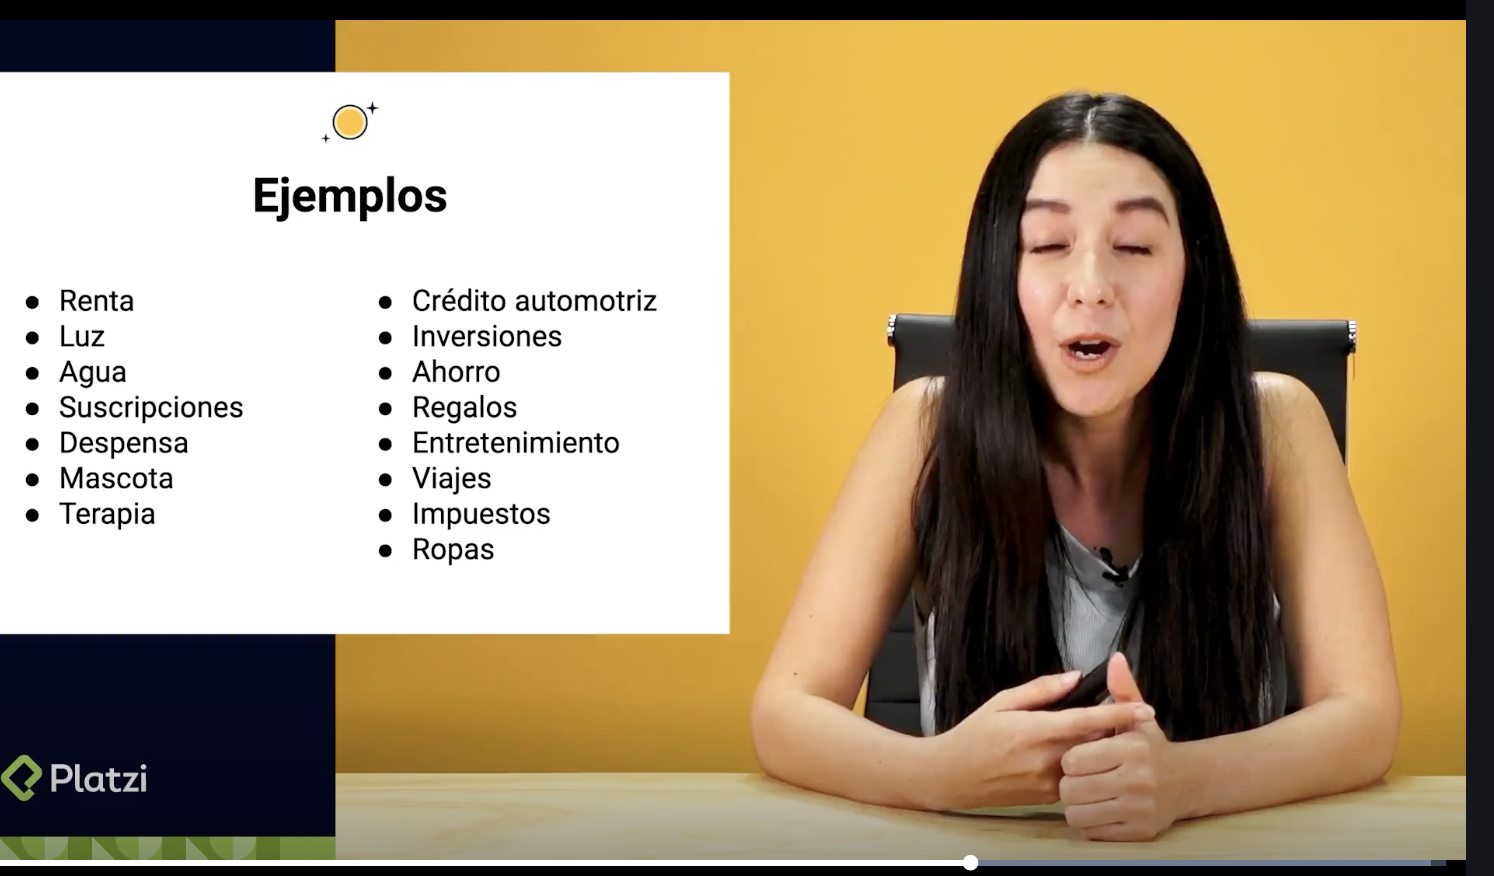 Ejemplos
Renta
Luz
Agua
Suscripciones
Despensa
Mascota
Terapia
Crédito automotriz
Inversiones
Ahorro
Regalos
Entretenimiento
Viajes
Impuestos
Ropas
Platzi